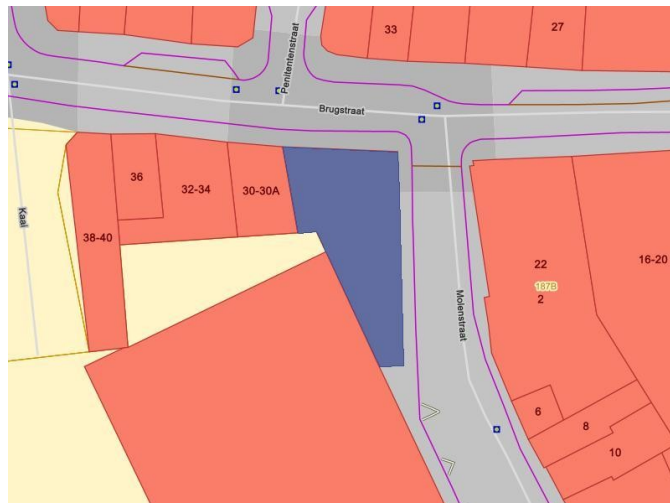 33
27
Penitentenstraat
Brugstraat
36
32-34
30-30A
38-40
Kaai
22
187B
2
16-20
Molenstraat
6
8
10